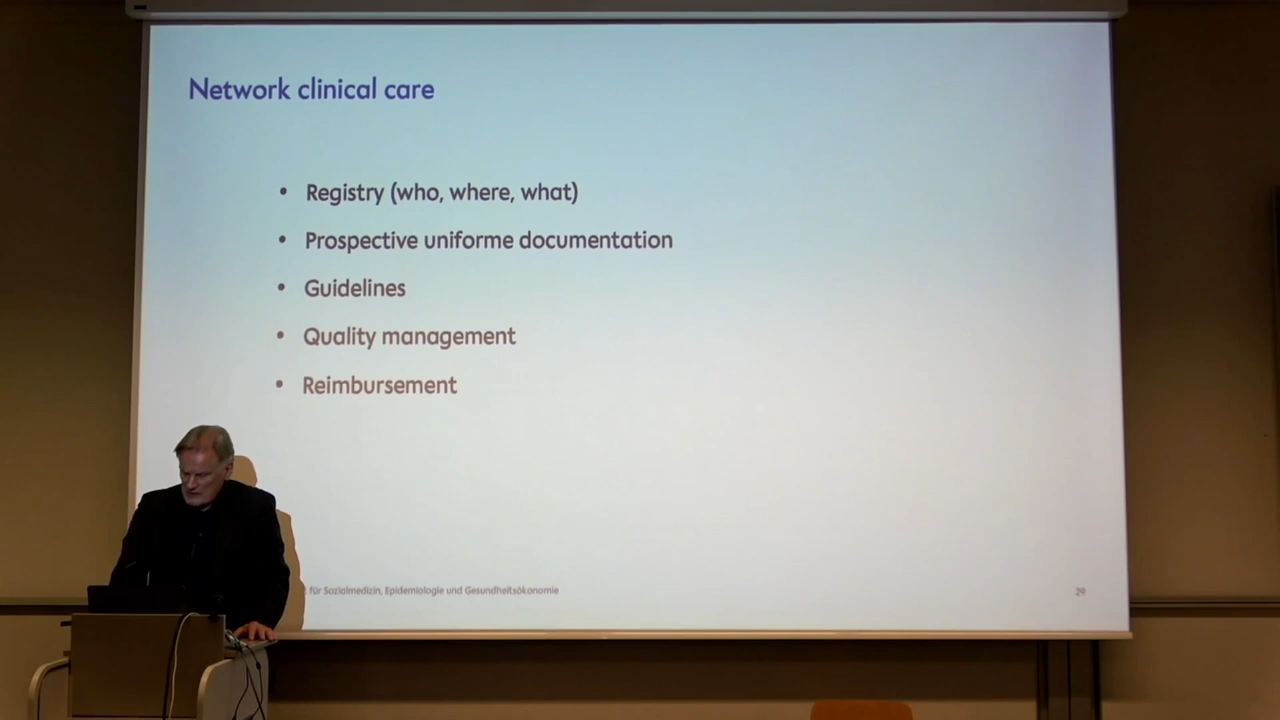 Network clinical care
• Registry (who, where, what)
• Prospective uniforme documentation
• Guidelines
• Quality management
• Reimbursement
für Sozialmedizin, Epidemiologie und Gesundheitsökonomie
29